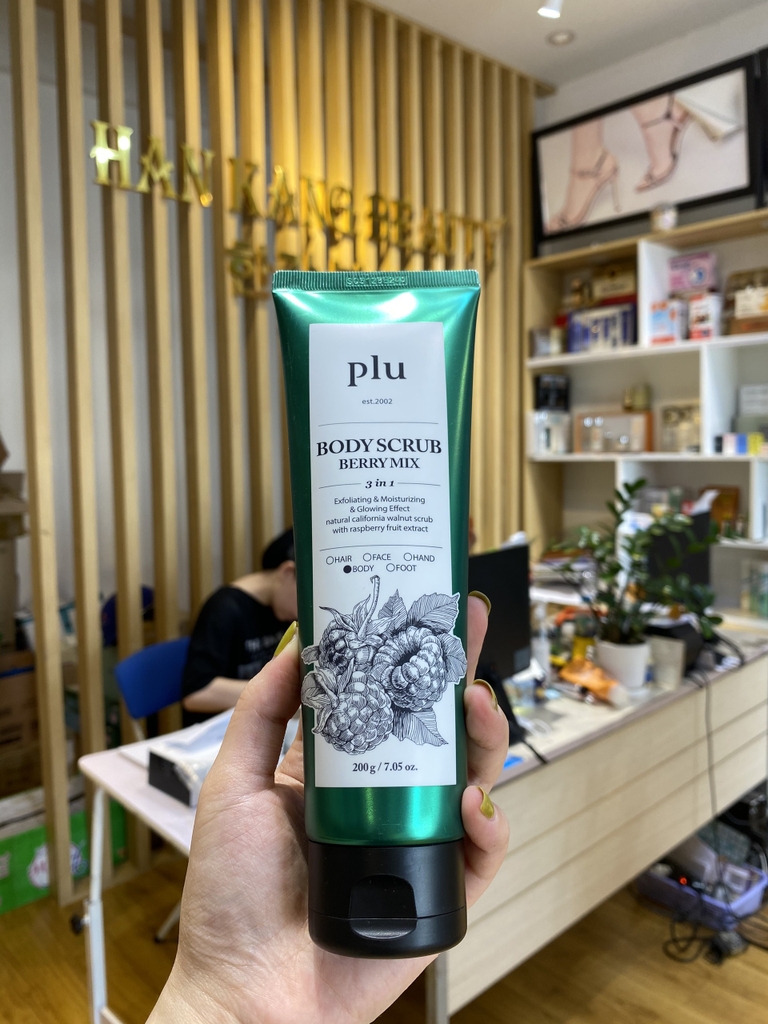 HAN KANG BEAUTY
plu
est.2002
BODY SCRUB
BERRY MIX
3 in 1
Exfoliating & Moisturizing
& Glowing Effect
natural california walnut scrub
with raspberry fruit extract
HAIR FACE HAND
BODY FOOT
200g / 7.05 oz.